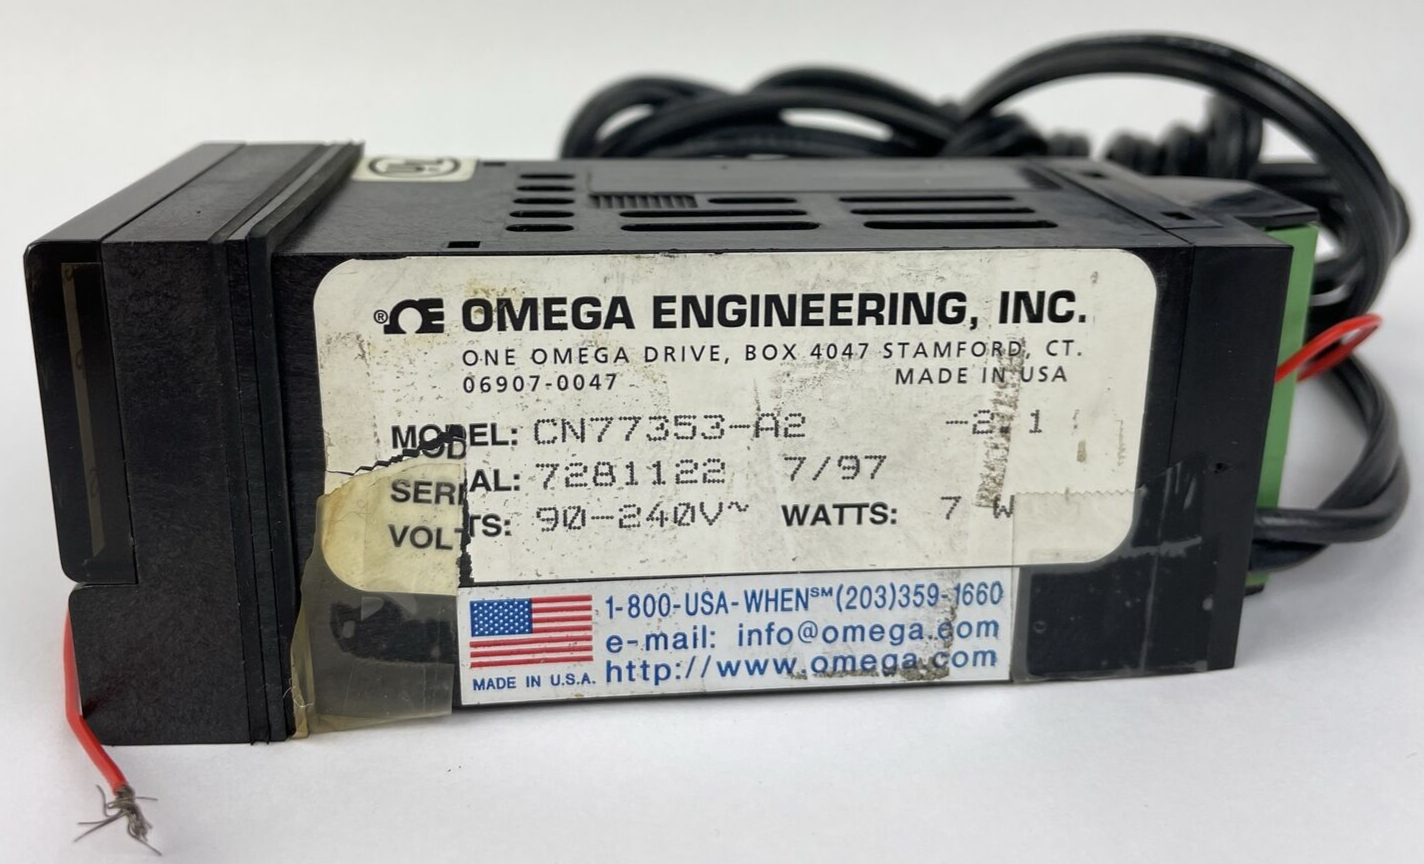 ® OMEGA ENGINEERING, INC.
ONE OMEGA DRIVE, BOX 4047 STAMFORD, CT.
06907-0047 MADE IN USA
MODEL: CN77353-A2 -2.1
SERIAL: 7281122 7/97
VOLTS: 90-240V~ WATTS: 7 W
1-800-USA-WHEN℠(203)359-1660
e-mail: info@omega.com
http://www.omega.com
MADE IN U.S.A.